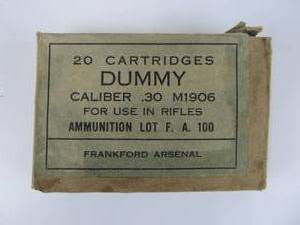 20 CARTRIDGES
DUMMY
CALIBER .30 M1906
FOR USE IN RIFLES
AMMUNITION LOT F. A. 100
FRANKFORD ARSENAL